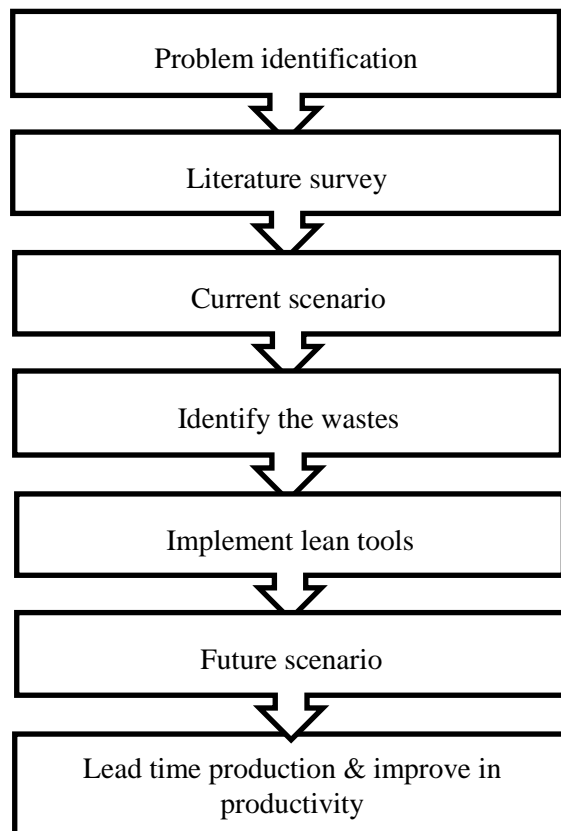 Problem identification
Literature survey
Current scenario
Identify the wastes
Implement lean tools
Future scenario
Lead time production & improve in
productivity